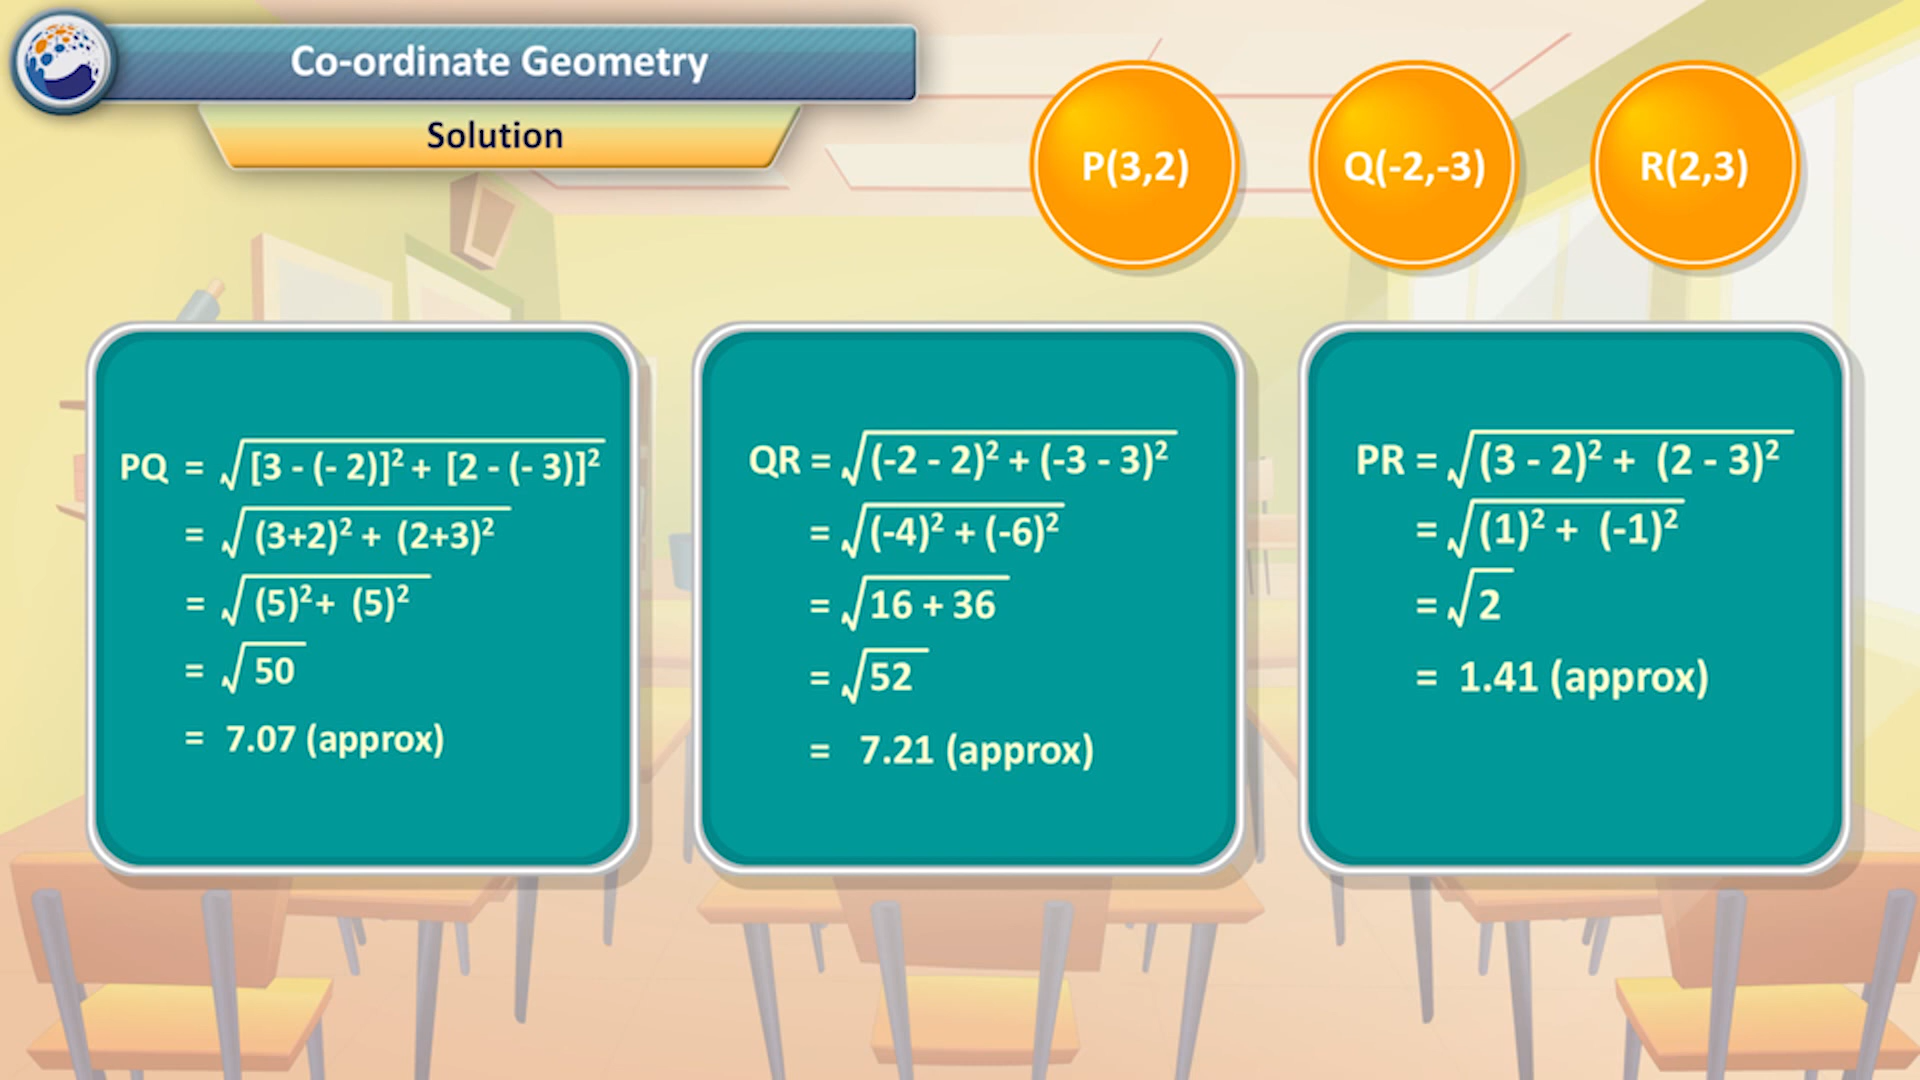 Co-ordinate Geometry
Solution
P(3,2)
Q(-2,-3)
R(2,3)
PQ = √[3 - (- 2)]² + [2 - (- 3)]²
= √(3+2)² + (2+3)²
= √(5)² + (5)²
= √50
= 7.07 (approx)
QR = √(-2 - 2)² + (-3 - 3)²
= √(-4)² + (-6)²
= √16 + 36
= √52
= 7.21 (approx)
PR = √(3 - 2)² + (2 - 3)²
= √(1)² + (-1)²
= √2
= 1.41 (approx)